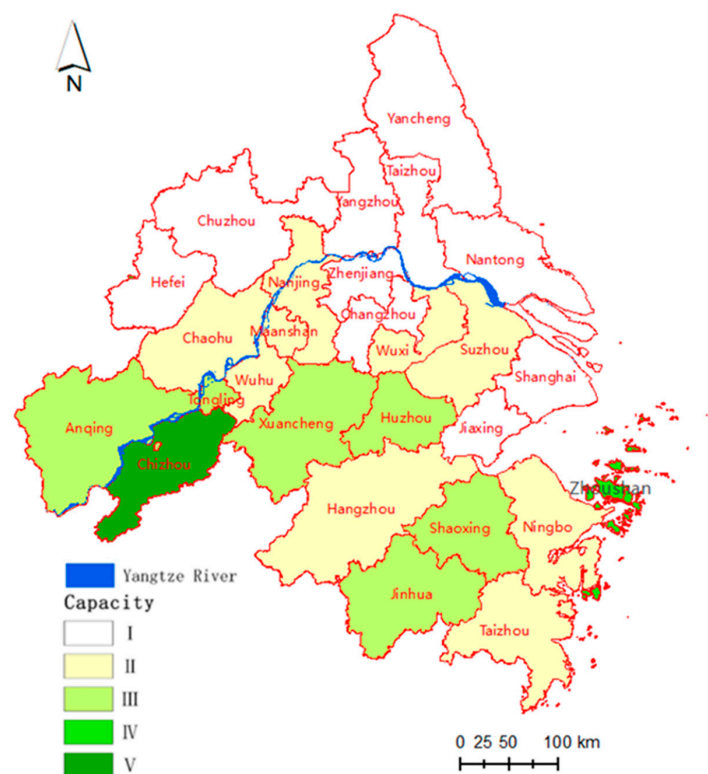 N
Yancheng
Taizhou
Yangzhou
Chuzhou
Nantong
Zhenjiang
Hefei
Nanjing
Changzhou
Chaohu
Maanshan
Wuxi
Suzhou
Shanghai
Wuhu
Tongling
Anqing
Xuancheng
Huzhou
Jiaxing
Chizhou
Zhoushan
Hangzhou
Shaoxing
Ningbo
Jinhua
Taizhou
Yangtze River
Capacity
I
II
III
IV
V
0 25 50 100 km